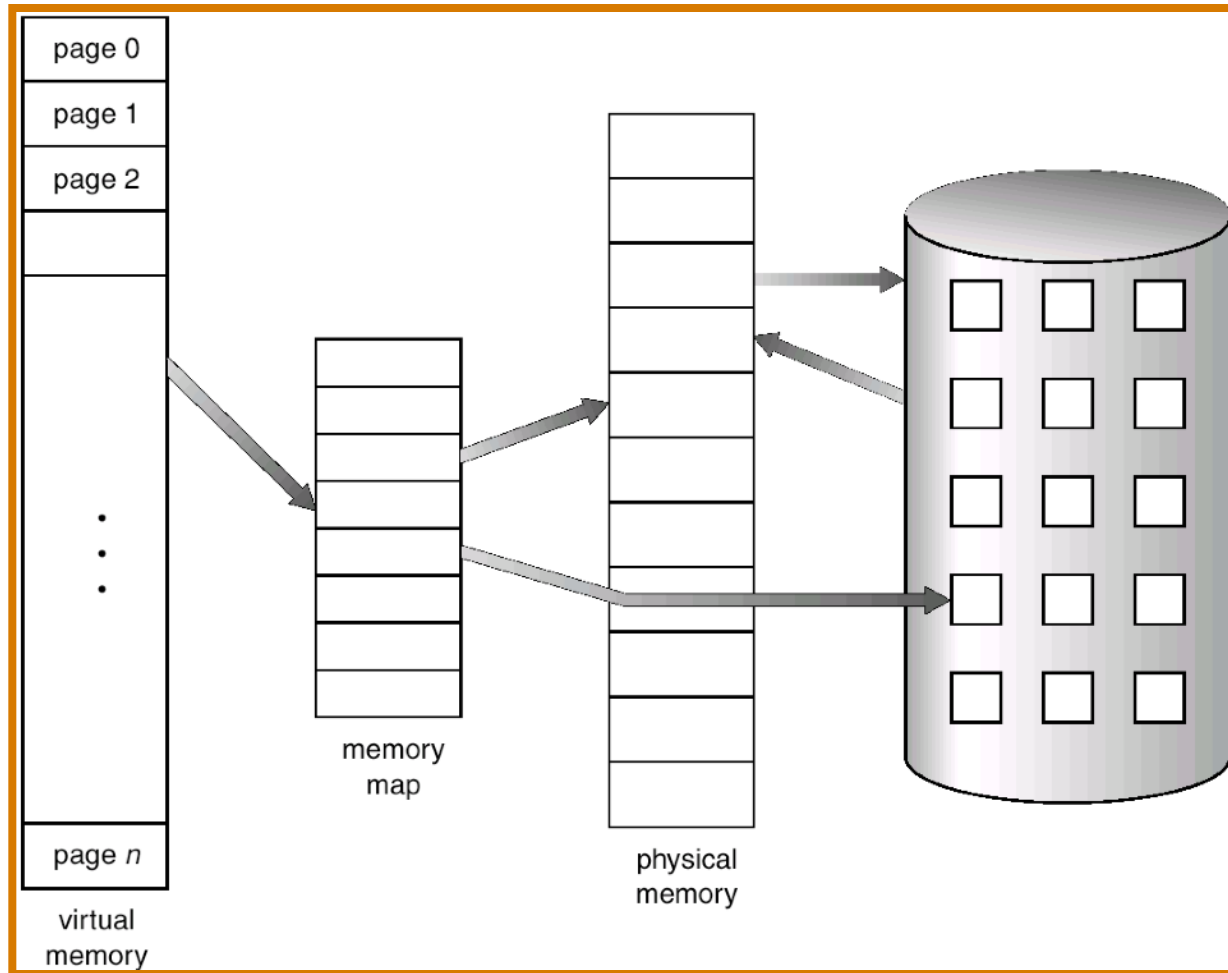 page 0
page 1
page 2
page n
virtual
memory
memory
map
physical
memory